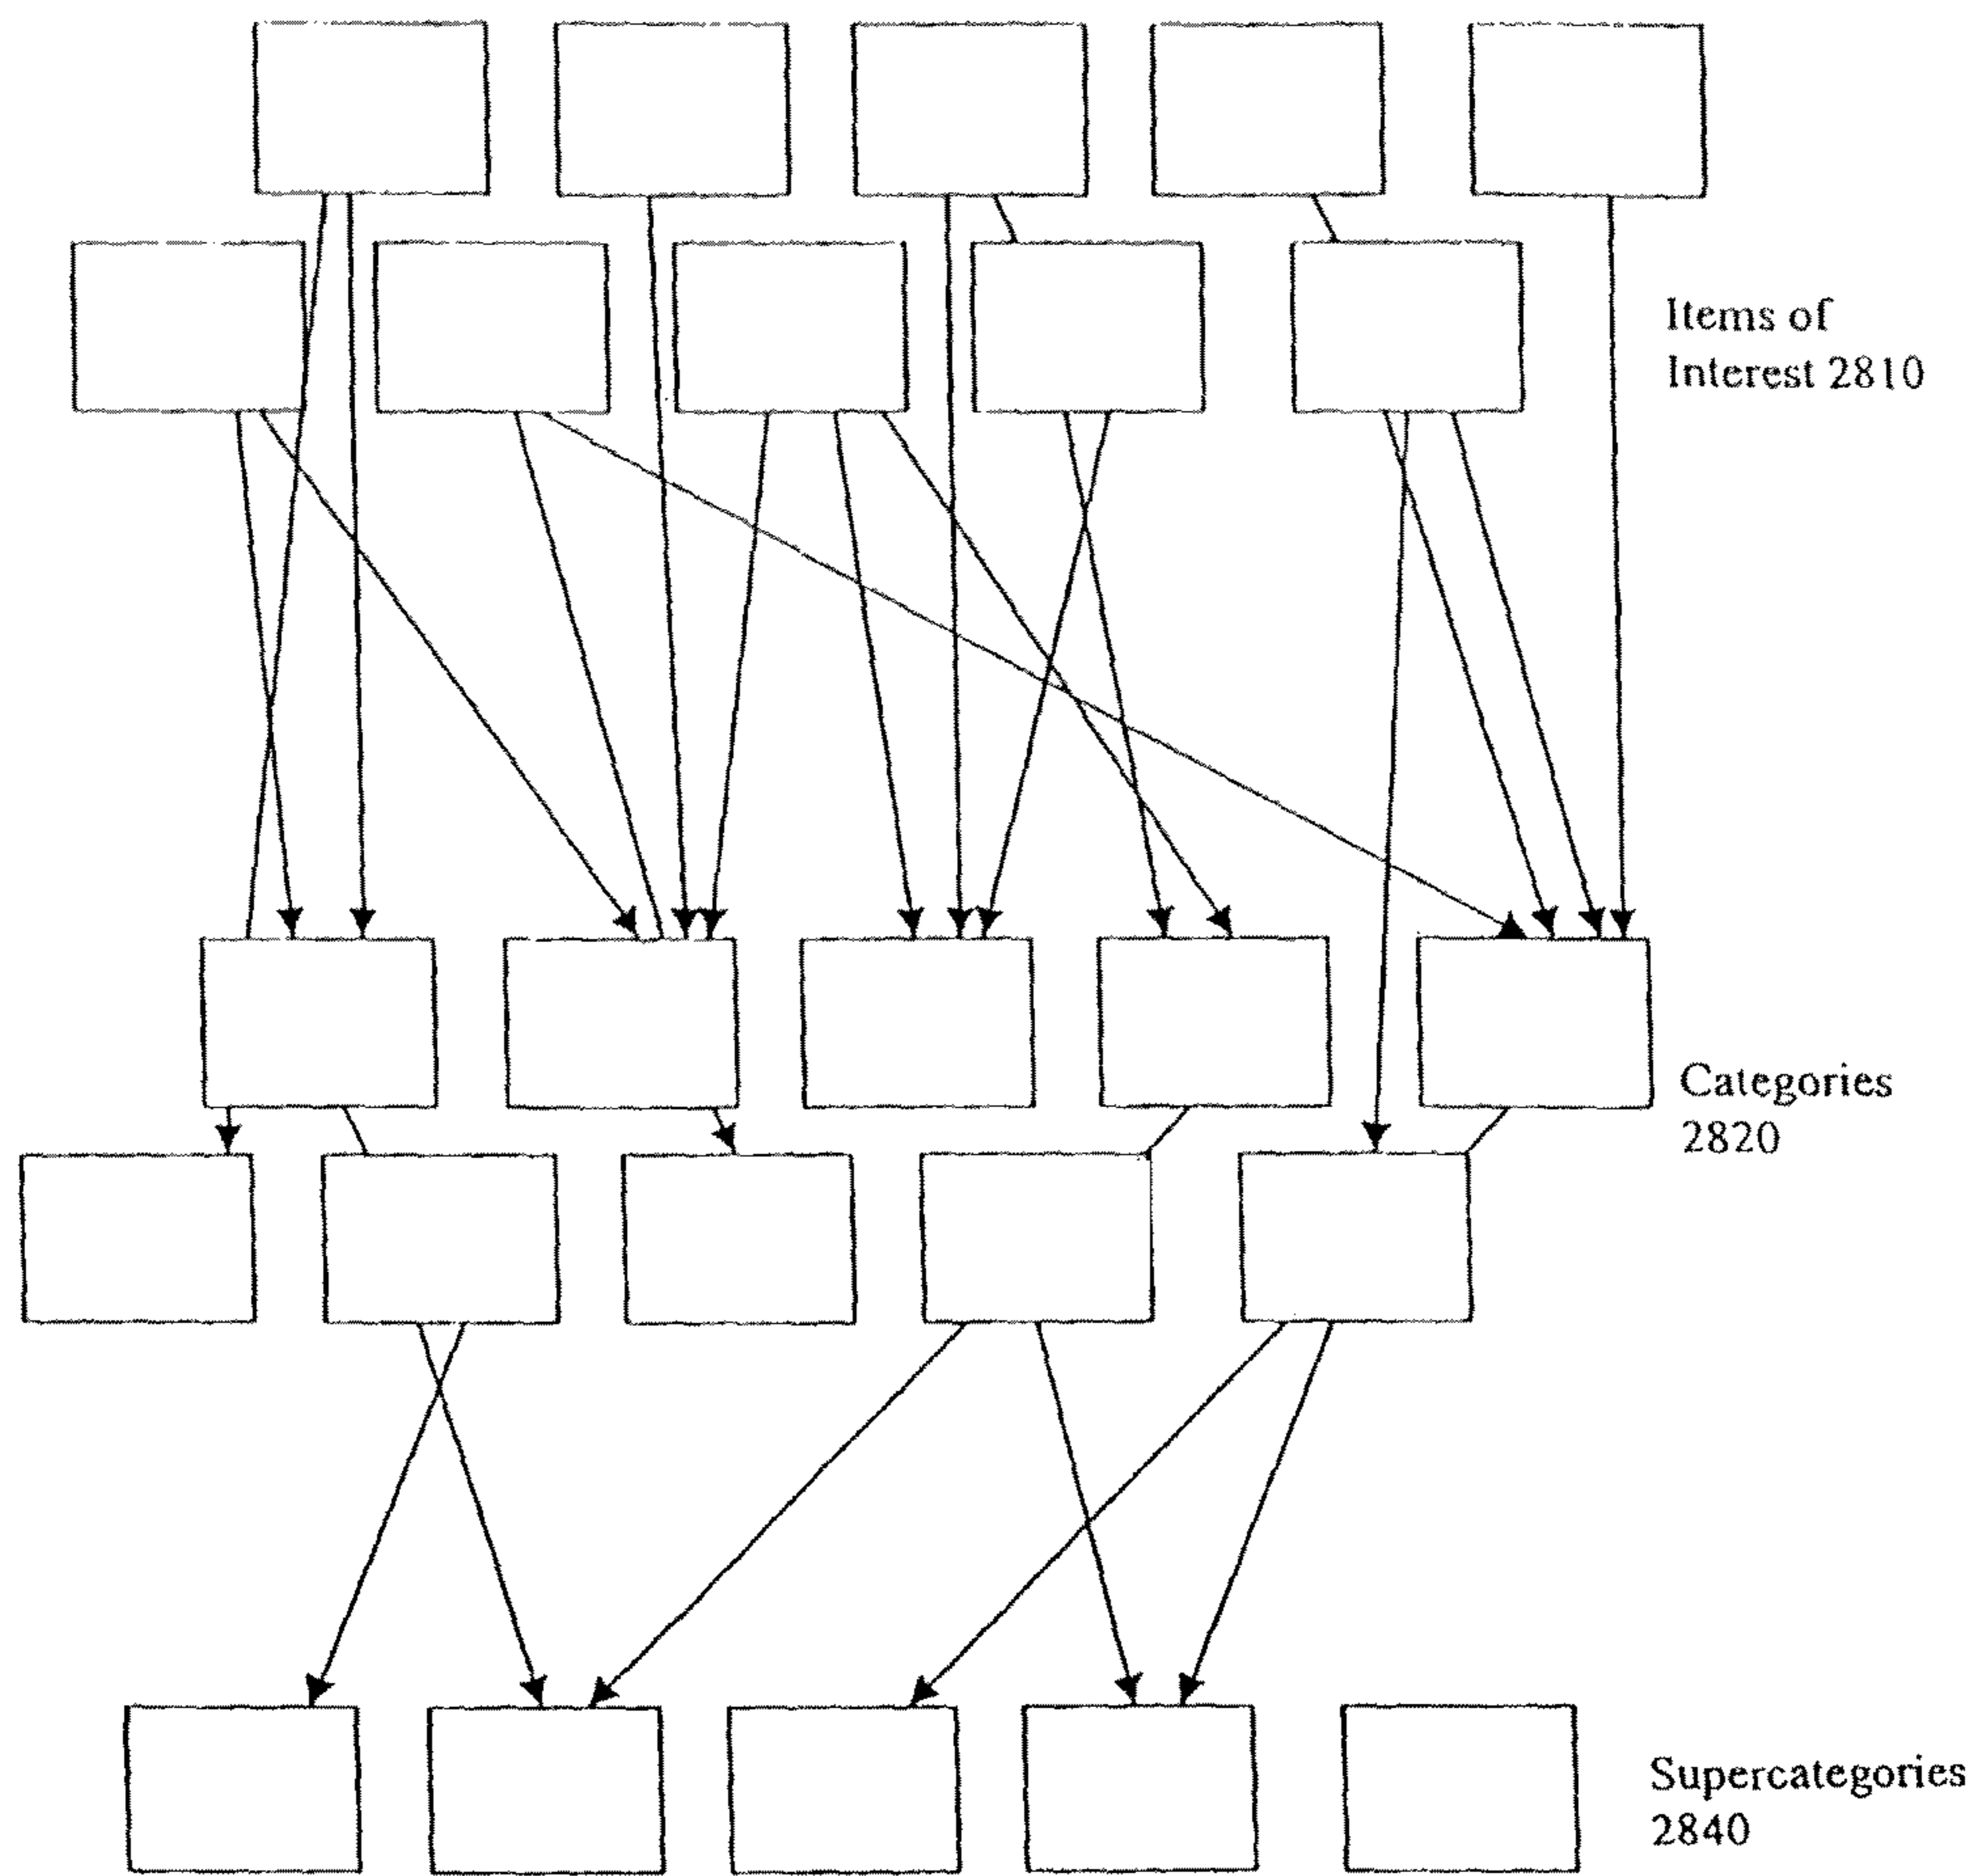 Items of
Interest 2810
Categories
2820
Supercategories
2840